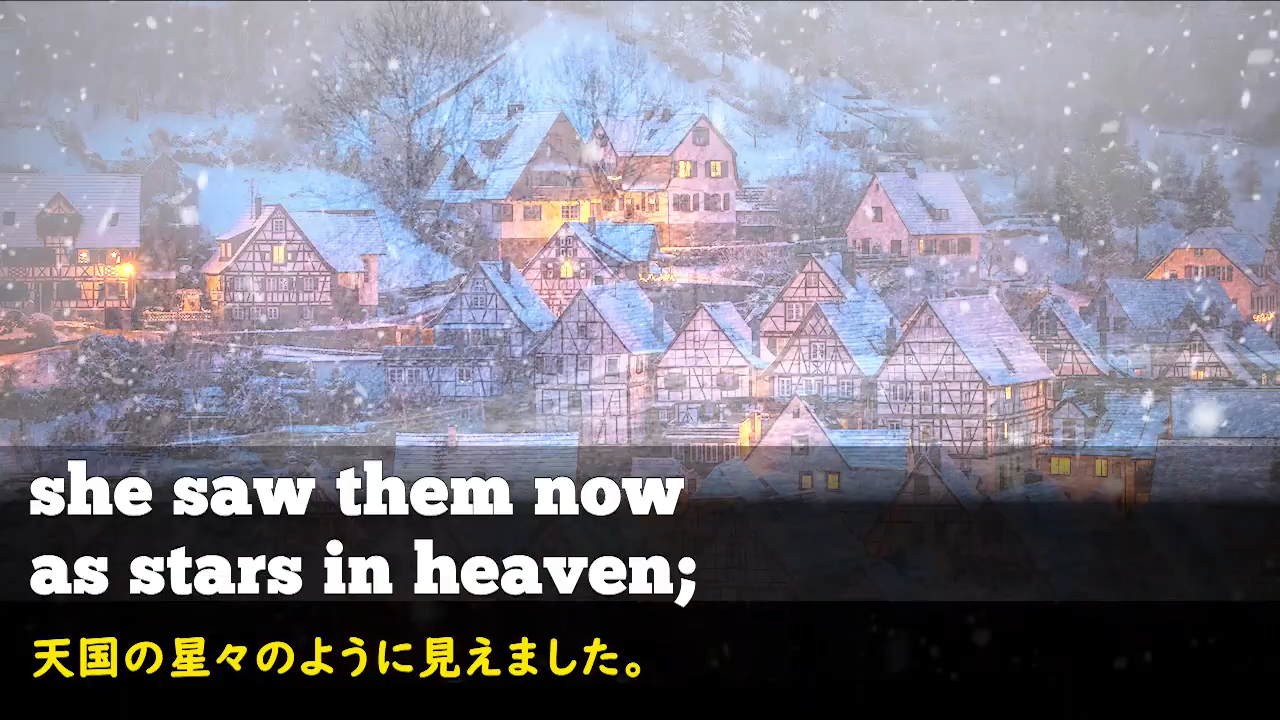 she saw them now
as stars in heaven;
天国の星々のように見えました。